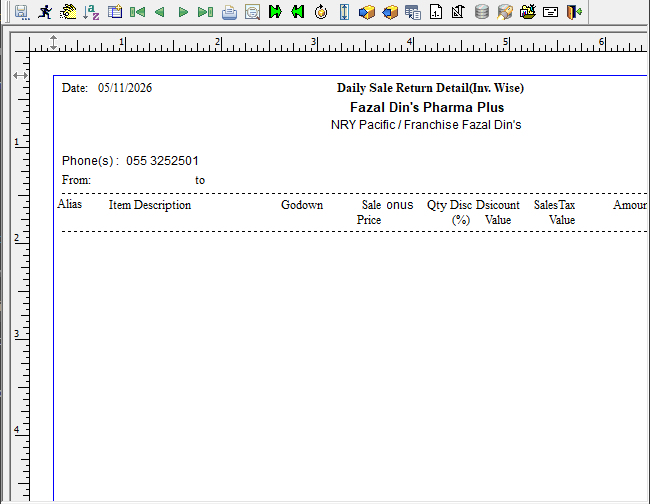 1 2 3 4 5 6
Date: 05/11/2026 Daily Sale Return Detail(Inv. Wise)
Fazal Din's Pharma Plus
NRY Pacific / Franchise Fazal Din's
1
Phone(s) : 055 3252501
From: to
Alias Item Description Godown Sale onus Qty Disc Dsicount SalesTax Amoun
Price (%) Value Value
2
3
4